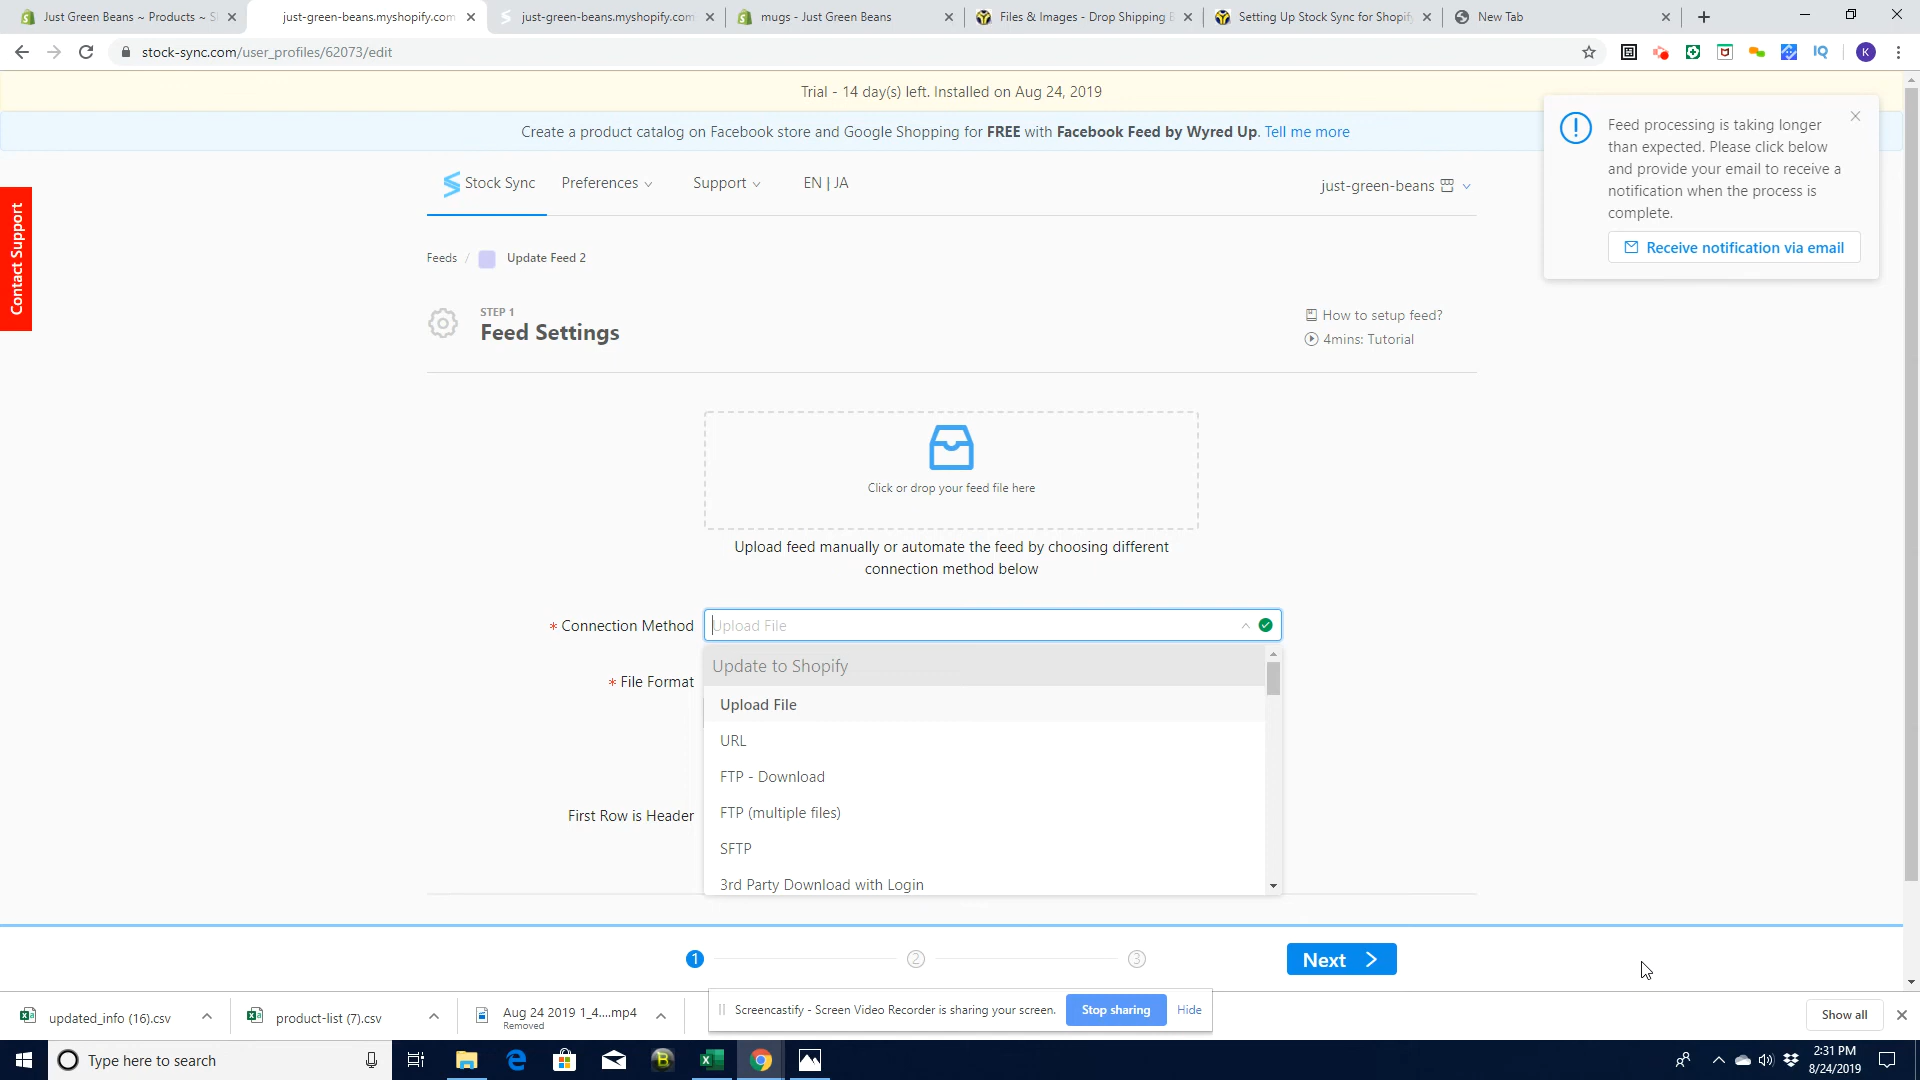 Just Green Beans ~ Products ~ S
just-green-beans.myshopify.com
just-green-beans.myshopify.com
mugs - Just Green Beans
Files & Images - Drop Shipping E
Setting Up Stock Sync for Shopify
New Tab
stock-sync.com/user_profiles/62073/edit
Trial - 14 day(s) left. Installed on Aug 24, 2019
Create a product catalog on Facebook store and Google Shopping for FREE with Facebook Feed by Wyred Up. Tell me more
Feed processing is taking longer
than expected. Please click below
and provide your email to receive a
notification when the process is
complete.
Receive notification via email
Contact Support
Stock Sync
Preferences
Support
EN | JA
just-green-beans
Feeds / Update Feed 2
STEP 1
Feed Settings
How to setup feed?
4mins: Tutorial
Click or drop your feed file here
Upload feed manually or automate the feed by choosing different
connection method below
* Connection Method
Upload File
Update to Shopify
* File Format
Upload File
URL
FTP - Download
FTP (multiple files)
First Row is Header
SFTP
3rd Party Download with Login
1
2
3
Next
updated_info (16).csv
product-list (7).csv
Aug 24 2019 1_4....mp4
Removed
Screencastify - Screen Video Recorder is sharing your screen.
Stop sharing
Hide
Show all
Type here to search
2:31 PM
8/24/2019